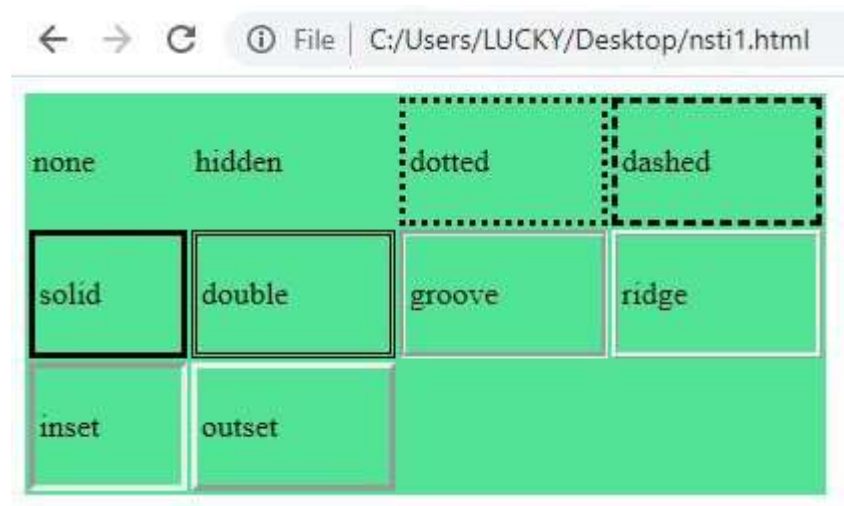 File | C:/Users/LUCKY/Desktop/nsti1.html
none hidden dotted dashed
solid double groove ridge
inset outset